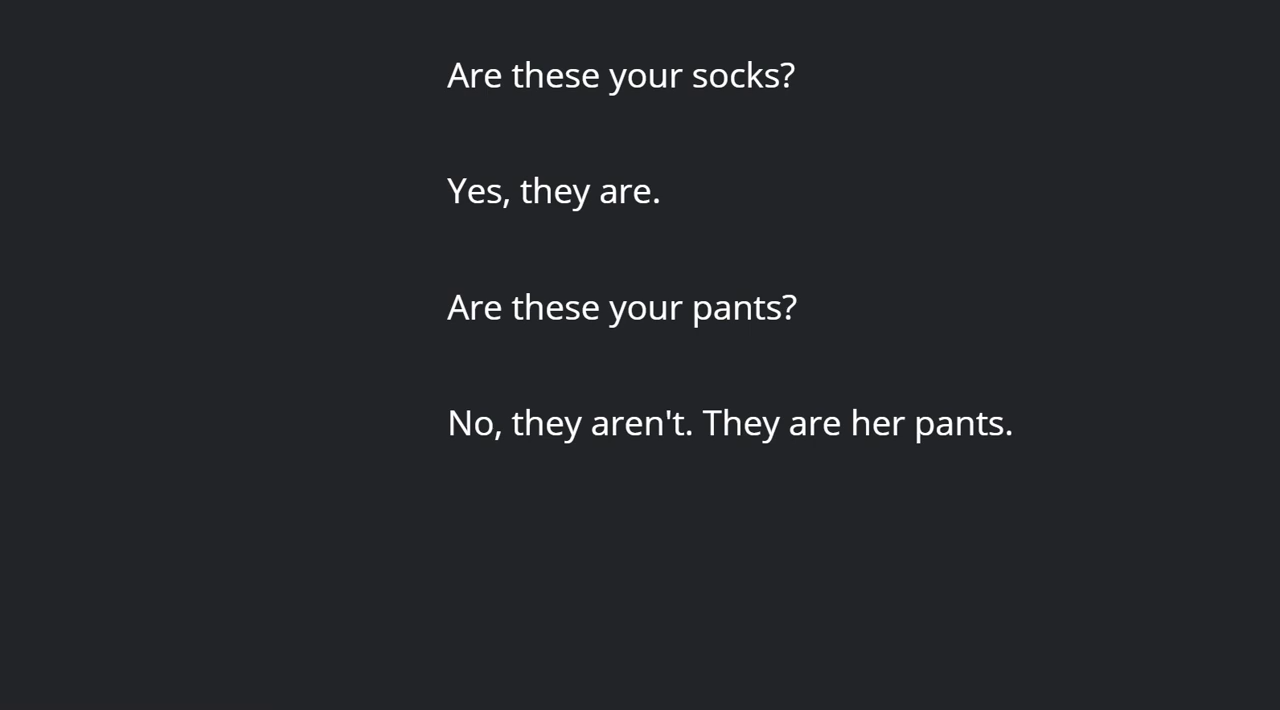 Are these your socks?
Yes, they are.
Are these your pants?
No, they aren't. They are her pants.